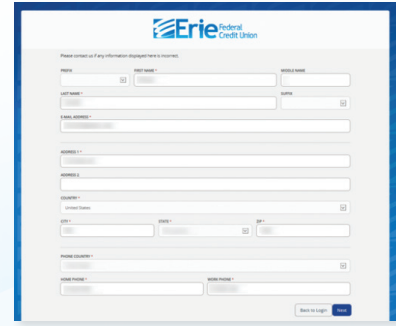 Erie Federal
Credit Union
Please contact us if any information displayed here is incorrect.
PREFIX FIRST NAME * MIDDLE NAME
LAST NAME * SUFFIX
E-MAIL ADDRESS *
ADDRESS 1 *
ADDRESS 2
COUNTRY *
United States
CITY * STATE * ZIP *
PHONE COUNTRY *
HOME PHONE * WORK PHONE *
Back to Login Next